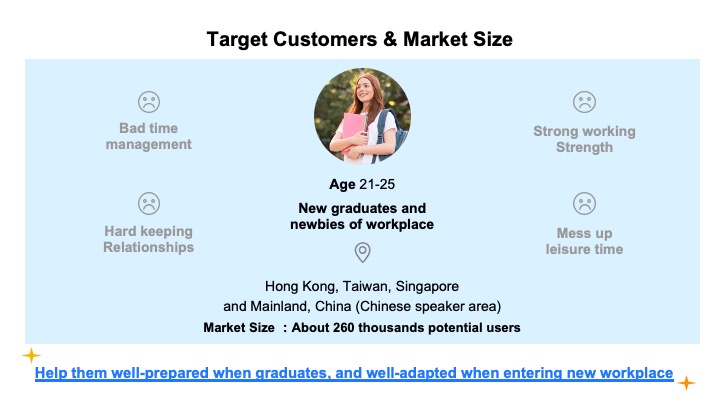 Target Customers & Market Size
Bad time
management
Hard keeping
Relationships
Age 21-25
New graduates and
newbies of workplace
Strong working
Strength
Mess up
leisure time
Hong Kong, Taiwan, Singapore
and Mainland, China (Chinese speaker area)
Market Size ：About 260 thousands potential users
Help them well-prepared when graduates, and well-adapted when entering new workplace